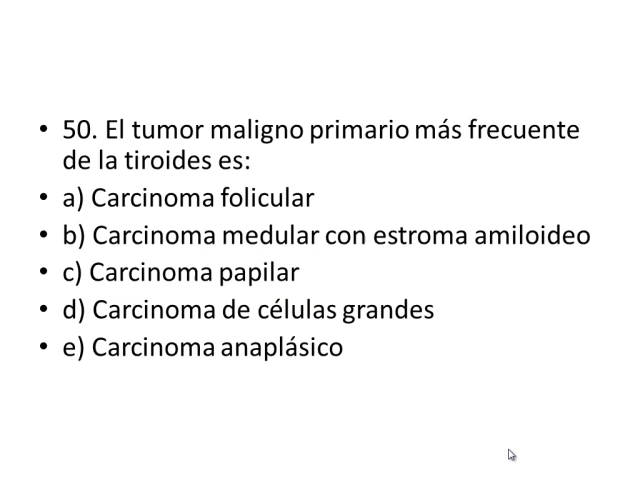 • 50. El tumor maligno primario más frecuente
de la tiroides es:
• a) Carcinoma folicular
• b) Carcinoma medular con estroma amiloideo
• c) Carcinoma papilar
• d) Carcinoma de células grandes
• e) Carcinoma anaplásico